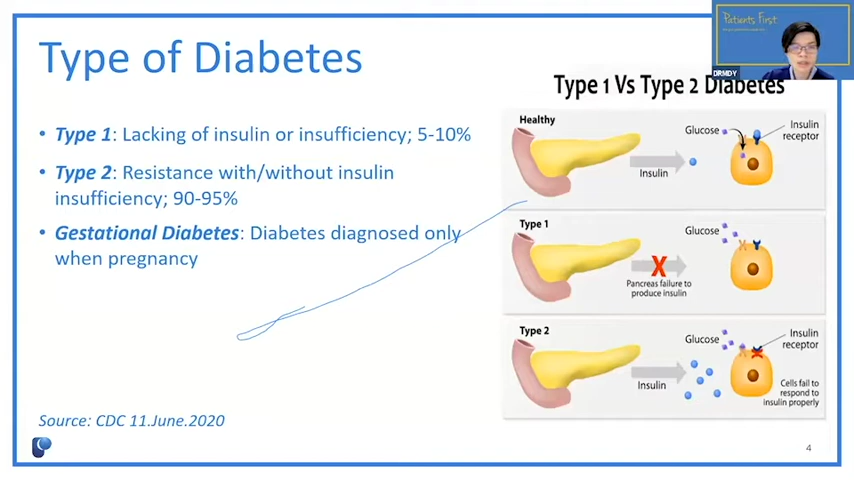 Patients First
DRMDY
Type of Diabetes
• Type 1: Lacking of insulin or insufficiency; 5-10%
• Type 2: Resistance with/without insulin
insufficiency; 90-95%
• Gestational Diabetes: Diabetes diagnosed only
when pregnancy
Source: CDC 11.June.2020
Type 1 Vs Type 2 Diabetes
Healthy
Insulin
Glucose
Insulin
receptor
Type 1
X
Pancreas failure to
produce insulin
Glucose
Type 2
Insulin
Glucose
Insulin
receptor
Cells fail to
respond to
insulin properly
4